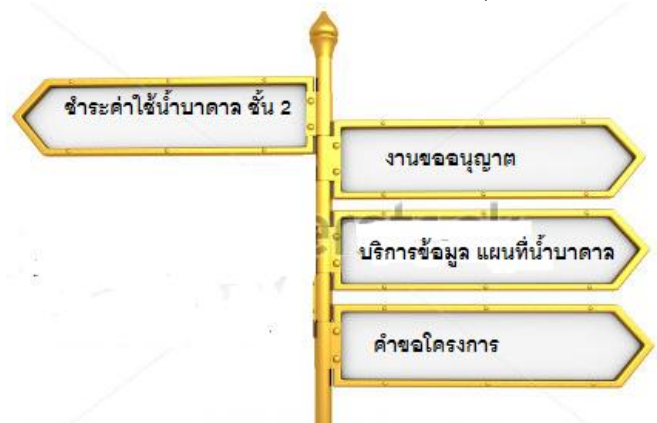 ชำระค่าใช้น้ำบาดาล ชั้น 2
งานขออนุญาต
บริการข้อมูล แผนที่น้ำบาดาล
คำขอโครงการ